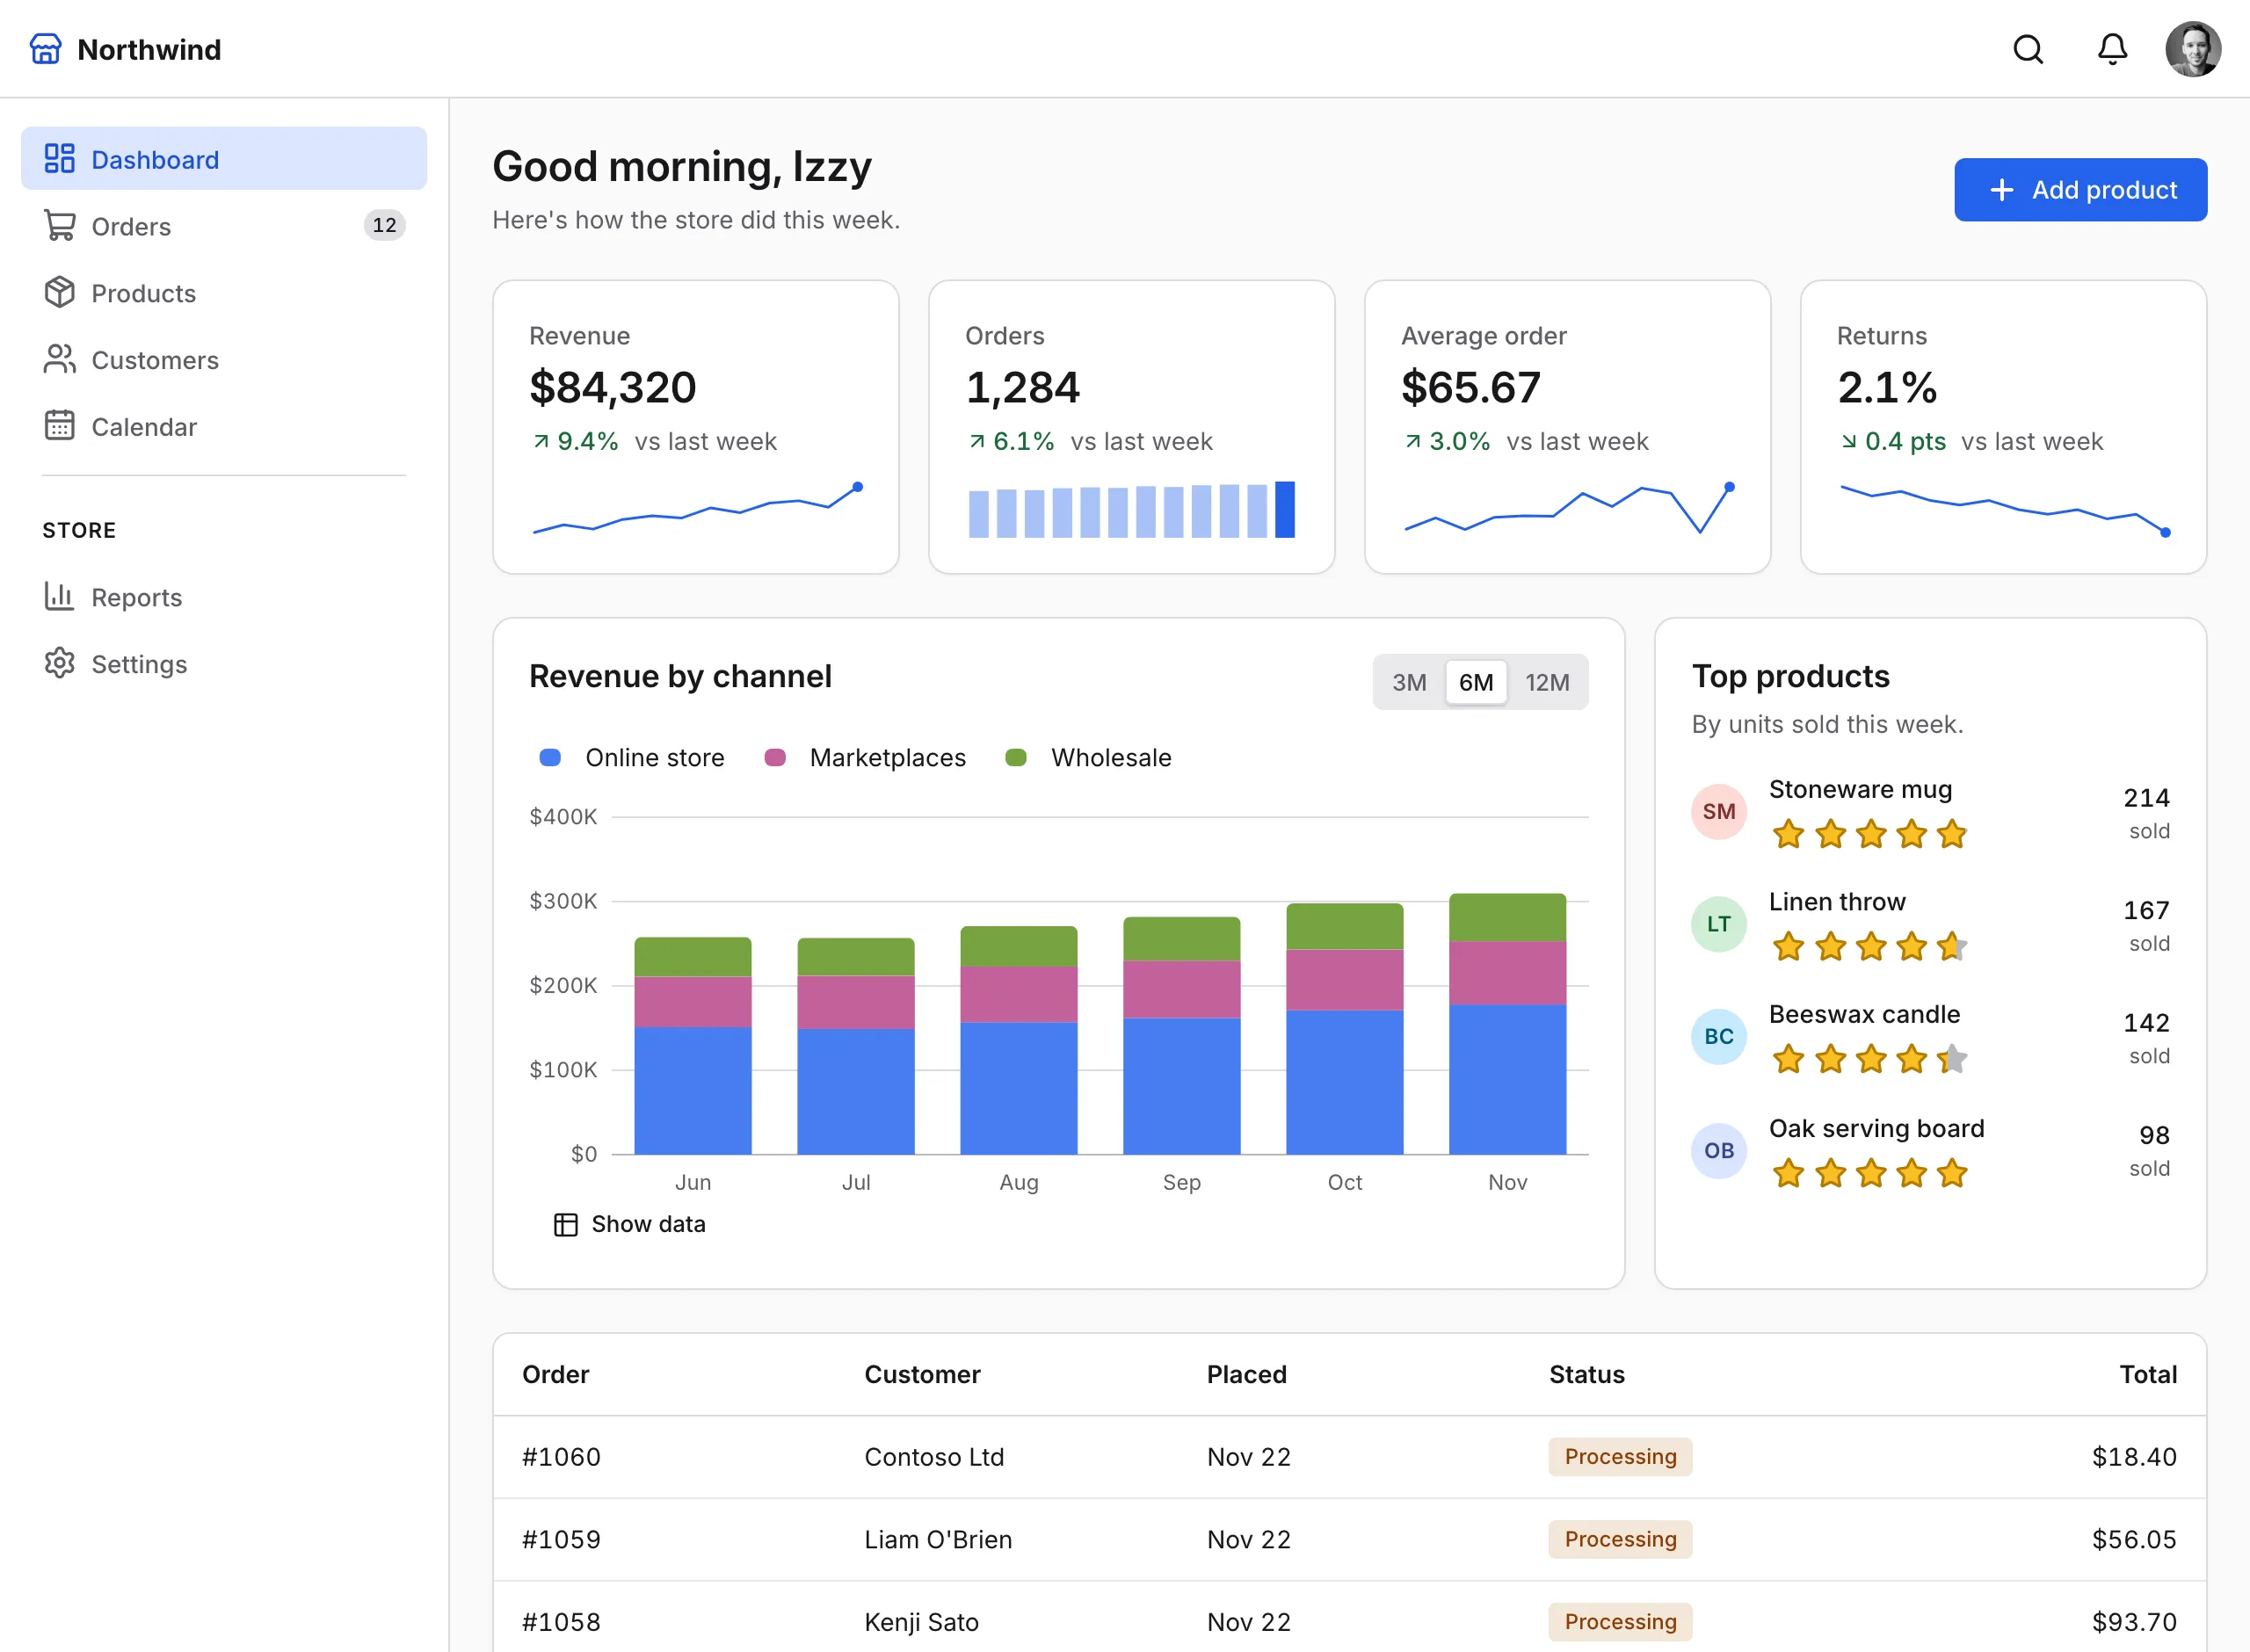 Northwind
Dashboard
Orders 12
Products
Customers
Calendar
STORE
Reports
Settings
Good morning, Izzy
Here's how the store did this week.
Add product
Revenue
$84,320
9.4% vs last week
Orders
1,284
6.1% vs last week
Average order
$65.67
3.0% vs last week
Returns
2.1%
0.4 pts vs last week
Revenue by channel
3M 6M 12M
Online store Marketplaces Wholesale
$400K
$300K
$200K
$100K
$0
Jun Jul Aug Sep Oct Nov
Show data
Top products
By units sold this week.
SM Stoneware mug 214
sold
LT Linen throw 167
sold
BC Beeswax candle 142
sold
OB Oak serving board 98
sold
Order Customer Placed Status Total
#1060 Contoso Ltd Nov 22 Processing $18.40
#1059 Liam O'Brien Nov 22 Processing $56.05
#1058 Kenji Sato Nov 22 Processing $93.70